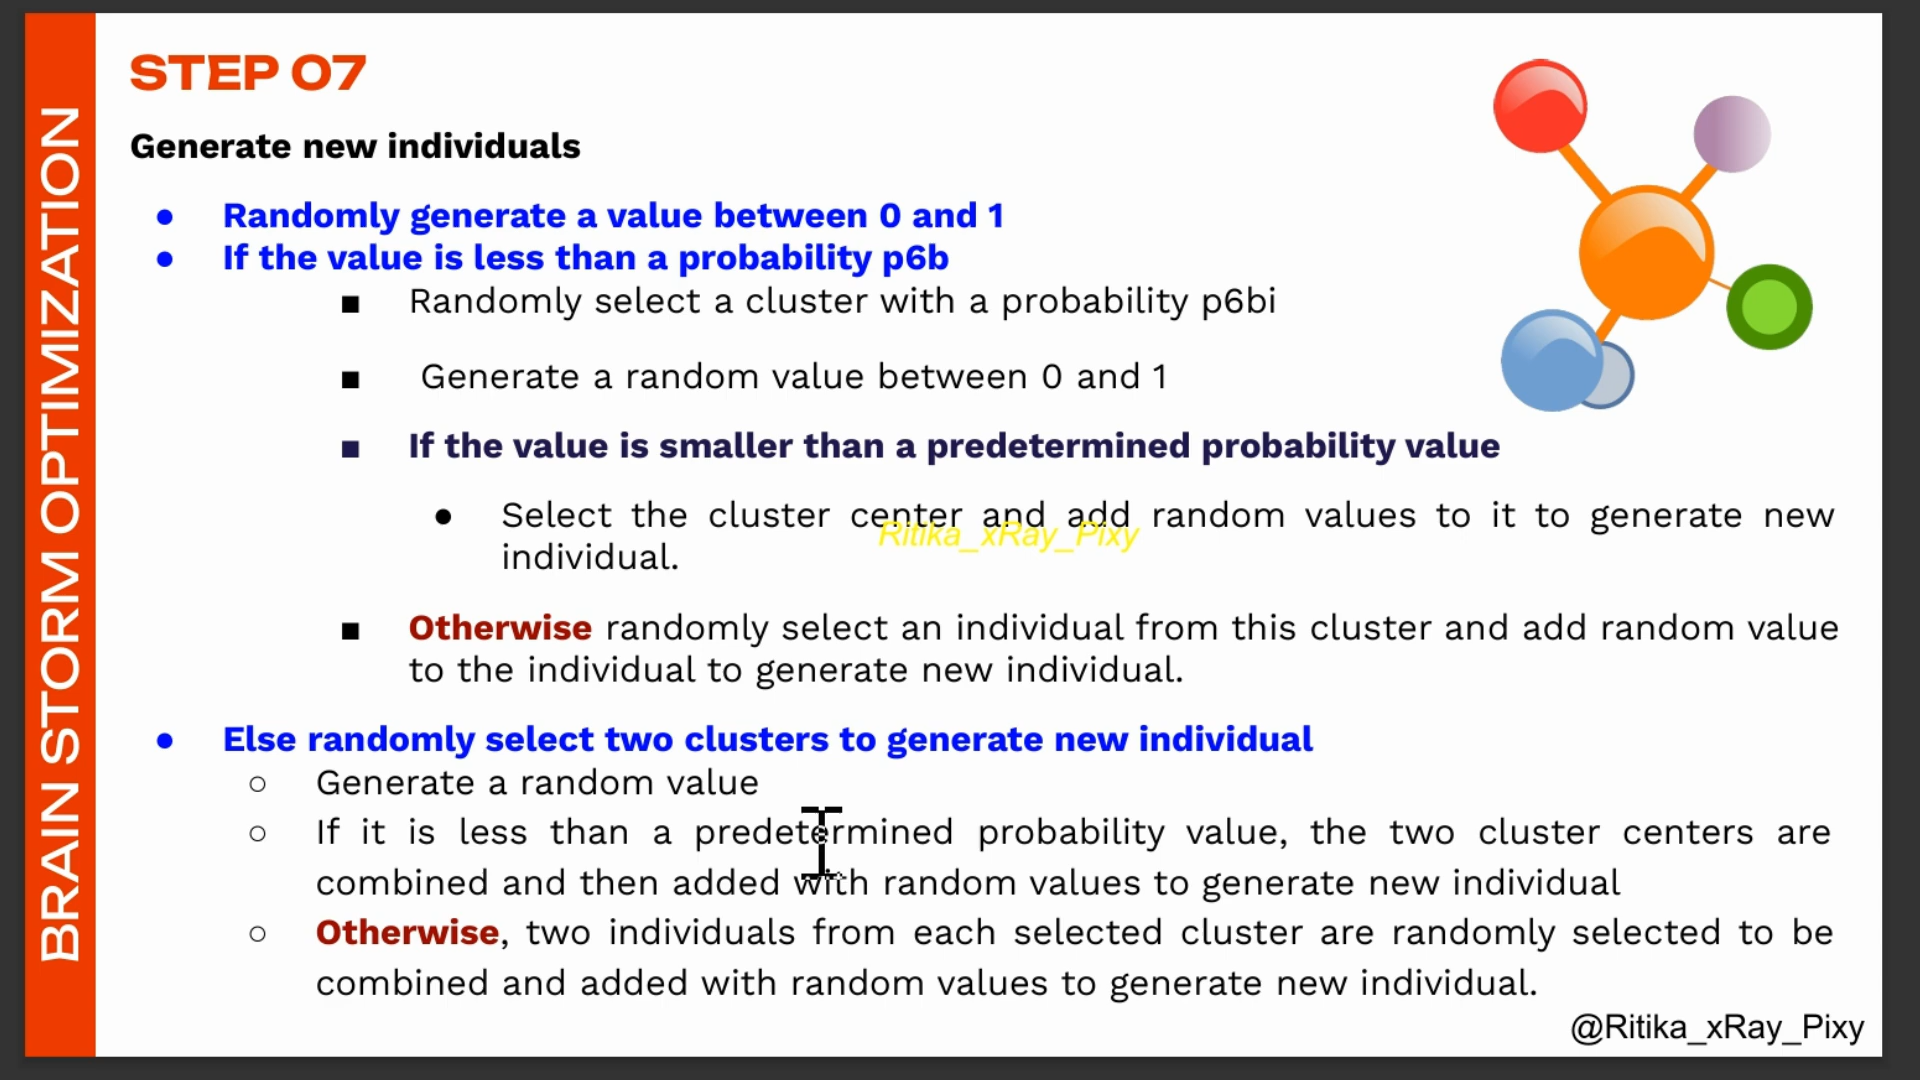 BRAIN STORM OPTIMIZATION
STEP 07
Generate new individuals
● Randomly generate a value between 0 and 1
● If the value is less than a probability p6b
■ Randomly select a cluster with a probability p6bi
■ Generate a random value between 0 and 1
■ If the value is smaller than a predetermined probability value
● Select the cluster center and add random values to it to generate new
individual.
Ritika_xRay_Pixy
■ Otherwise randomly select an individual from this cluster and add random value
to the individual to generate new individual.
● Else randomly select two clusters to generate new individual
○ Generate a random value
○ If it is less than a predetermined probability value, the two cluster centers are
combined and then added with random values to generate new individual
○ Otherwise, two individuals from each selected cluster are randomly selected to be
combined and added with random values to generate new individual.
@Ritika_xRay_Pixy